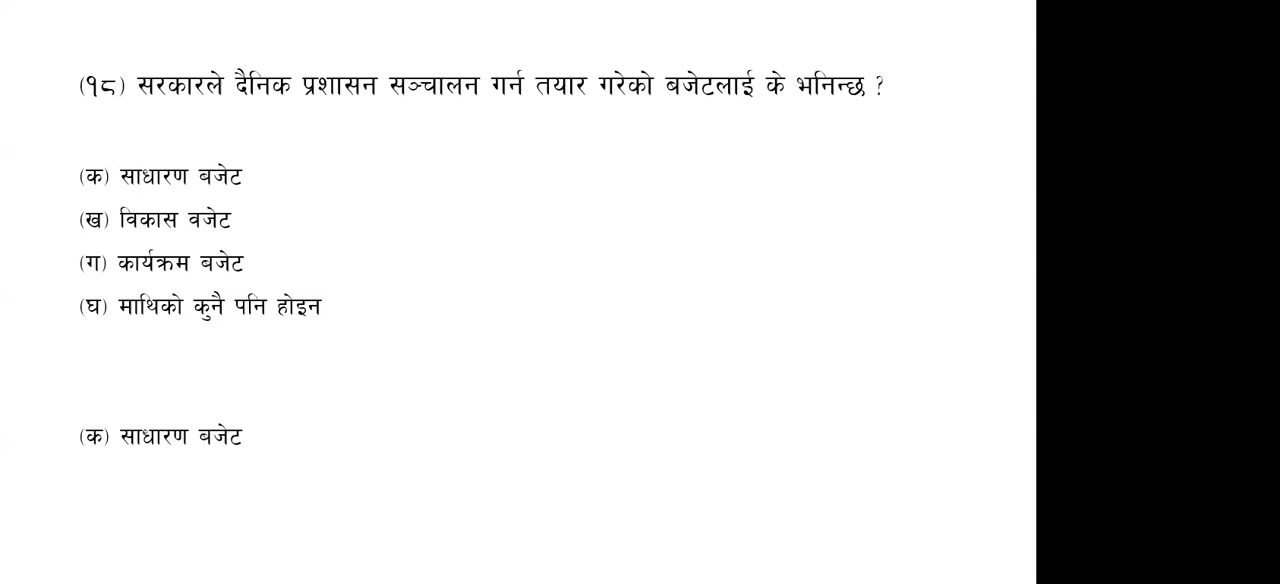 (१८) सरकारले दैनिक प्रशासन सञ्चालन गर्न तयार गरेको बजेटलाई के भनिन्छ ?
(क) साधारण बजेट
(ख) विकास वजेट
(ग) कार्यक्रम बजेट
(घ) माथिको कुनै पनि होइन
(क) साधारण बजेट